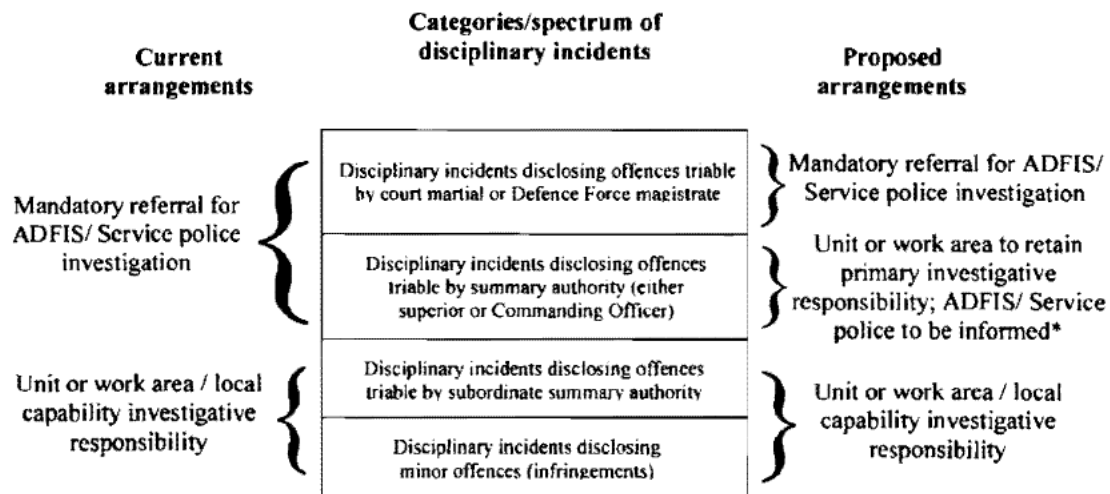 Categories/spectrum of
disciplinary incidents
Current
arrangements
Proposed
arrangements
Mandatory referral for
ADFIS/ Service police
investigation
Unit or work area / local
capability investigative
responsibility
Disciplinary incidents disclosing offences triable
by court martial or Defence Force magistrate
Disciplinary incidents disclosing offences
triable by summary authority (either
superior or Commanding Officer)
Disciplinary incidents disclosing offences
triable by subordinate summary authority
Disciplinary incidents disclosing
minor offences (infringements)
Mandatory referral for ADFIS/
Service police investigation
Unit or work area to retain
primary investigative
responsibility; ADFIS/ Service
police to be informed*
Unit or work area / local
capability investigative
responsibility